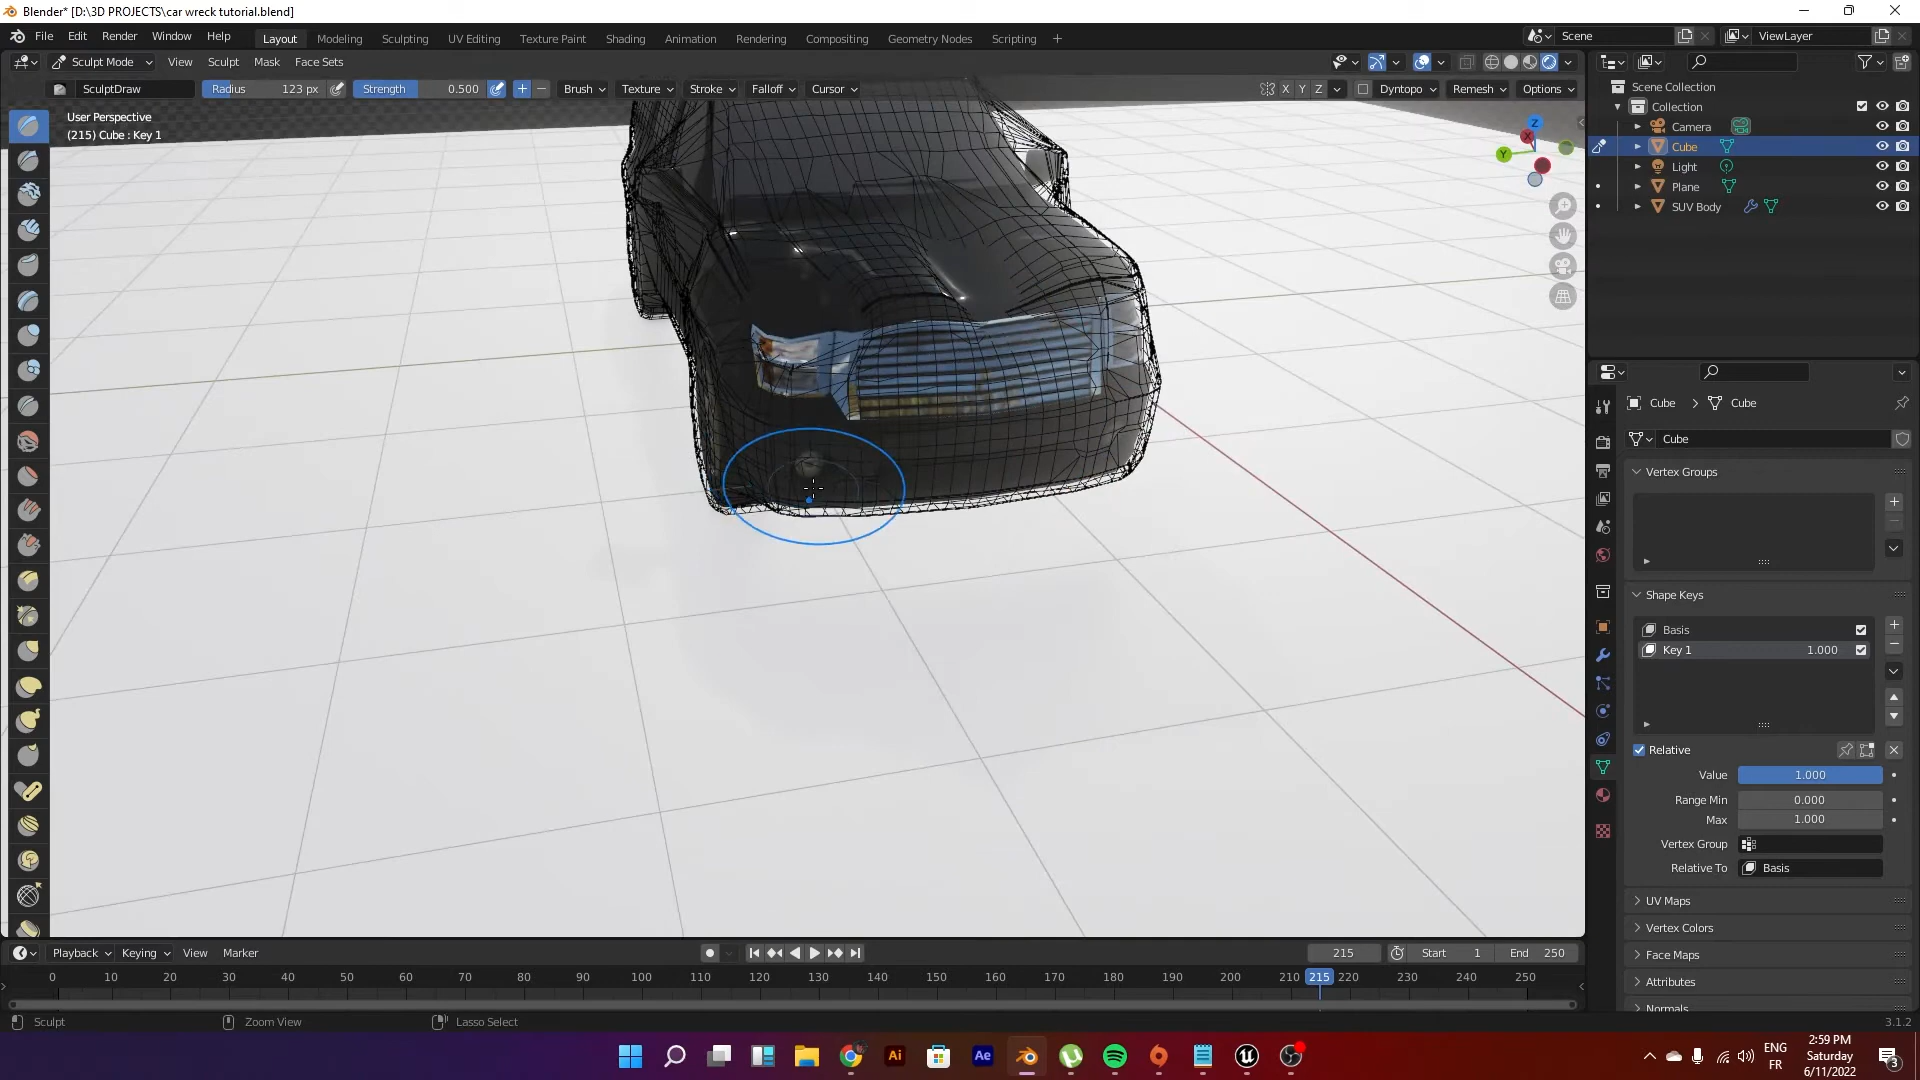 Blender* [D:\3D PROJECTS\car wreck tutorial.blend]
File Edit Render Window Help Layout Modeling Sculpting UV Editing Texture Paint Shading Animation Rendering Compositing Geometry Nodes Scripting + Scene ViewLayer
Sculpt Mode View Sculpt Mask Face Sets
SculptDraw Radius 123 px Strength 0.500 Brush Texture Stroke Falloff Cursor X Y Z Dyntopo Remesh Options
User Perspective
(215) Cube : Key 1
Z
X
Y
Scene Collection
Collection
Camera
Cube
Light
Plane
SUV Body
Cube Cube
Cube
Vertex Groups
Shape Keys
Basis
Key 1 1.000
Relative
Value 1.000
Range Min 0.000
Max 1.000
Vertex Group
Relative To Basis
UV Maps
Vertex Colors
Face Maps
Attributes
Normals
Playback Keying View Marker 215 Start 1 End 250
0 10 20 30 40 50 60 70 80 90 100 110 120 130 140 150 160 170 180 190 200 210 215 220 230 240 250
Sculpt Zoom View Lasso Select 3.1.2
Ai Ae ENG
FR
2:59 PM
Saturday
6/11/2022
3